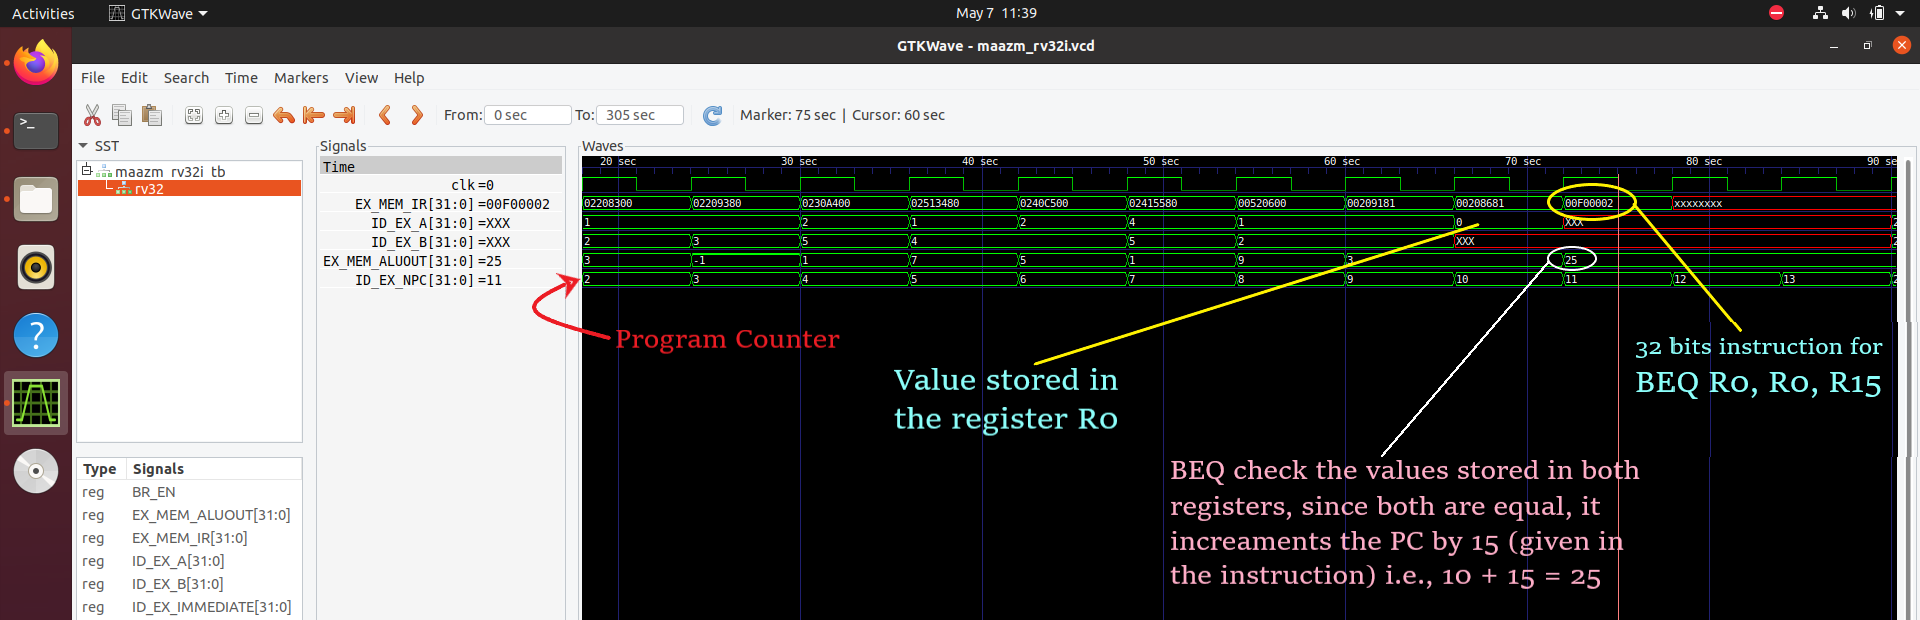 Activities GTKWave May 7 11:39
GTKWave - maazm_rv32i.vcd
File Edit Search Time Markers View Help
From: 0 sec To: 305 sec Marker: 75 sec | Cursor: 60 sec
SST
maazm_rv32i_tb
rv32
Type Signals
reg BR_EN
reg EX_MEM_ALUOUT[31:0]
reg EX_MEM_IR[31:0]
reg ID_EX_A[31:0]
reg ID_EX_B[31:0]
reg ID_EX_IMMEDIATE[31:0]
Signals
Time
clk=0
EX_MEM_IR[31:0]=00F00002
ID_EX_A[31:0]=XXX
ID_EX_B[31:0]=XXX
EX_MEM_ALUOUT[31:0]=25
ID_EX_NPC[31:0]=11
Waves
20 sec 30 sec 40 sec 50 sec 60 sec 70 sec 80 sec 90 se
02208300 02209380 0230A400 02513480 0240C500 02415580 00520600 00209181 00208681 00F00002 xxxxxxxx
1 2 1 2 4 1 0 XXX 2
2 3 5 4 5 2 XXX 2
3 -1 1 7 5 1 9 3 25
2 3 4 5 6 7 8 9 10 11 12 13 2
Program Counter
Value stored in
the register R0
32 bits instruction for
BEQ R0, R0, R15
BEQ check the values stored in both
registers, since both are equal, it
increaments the PC by 15 (given in
the instruction) i.e., 10 + 15 = 25